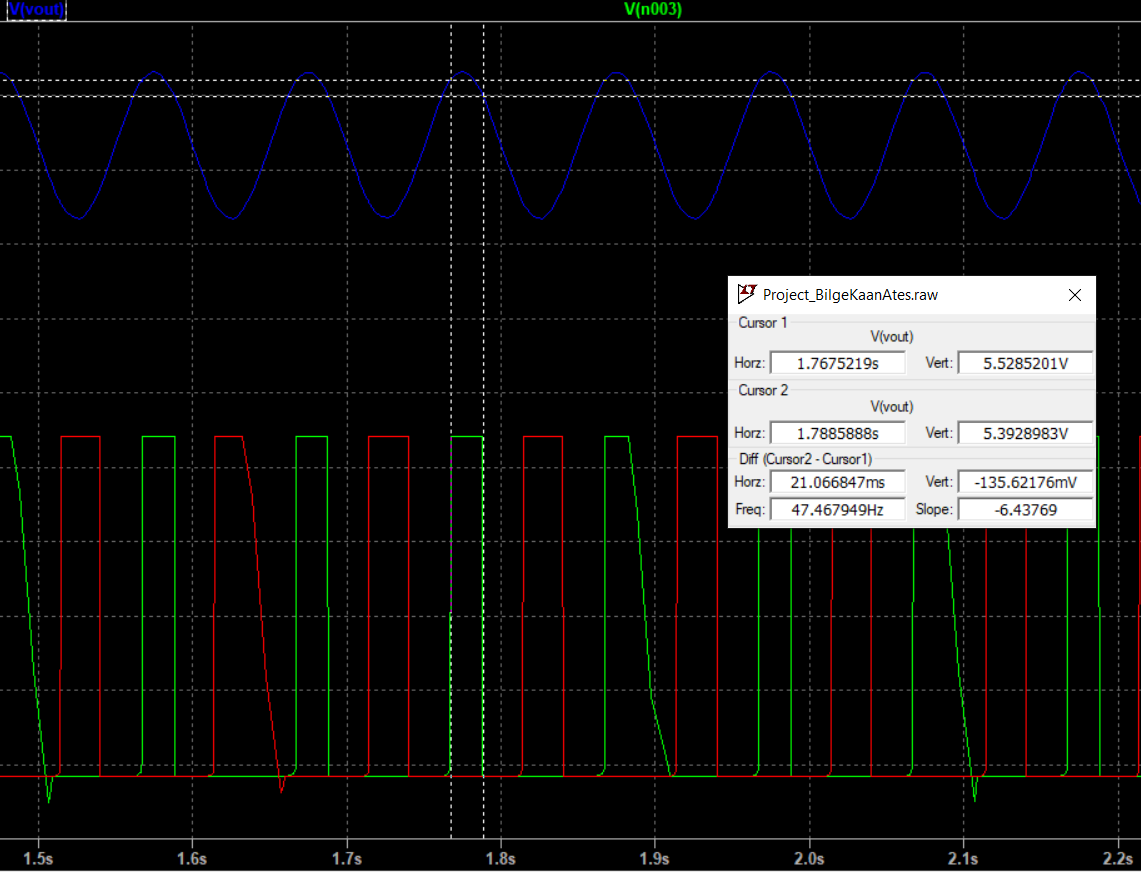 V(vout) V(n003)
Project_BilgeKaanAtes.raw
Cursor 1
V(vout)
Horz: 1.7675219s Vert: 5.5285201V
Cursor 2
V(vout)
Horz: 1.7885888s Vert: 5.3928983V
Diff (Cursor2 - Cursor1)
Horz: 21.066847ms Vert: -135.62176mV
Freq: 47.467949Hz Slope: -6.43769
1.5s 1.6s 1.7s 1.8s 1.9s 2.0s 2.1s 2.2s